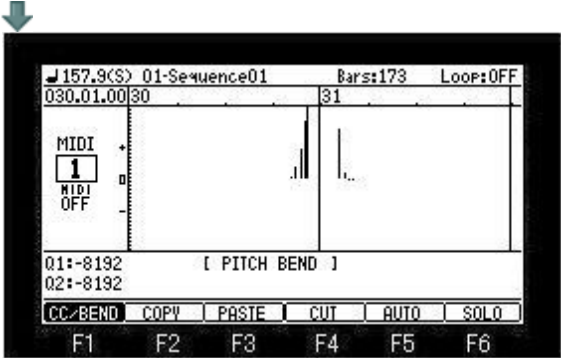 ♩157.9(S) 01-Sequence01 Bars:173 Loop:OFF
030.01.00 30 31
MIDI +
1 0
MIDI
OFF -
Q1:-8192 [ PITCH BEND ]
Q2:-8192
CC/BEND COPY PASTE CUT AUTO SOLO
F1 F2 F3 F4 F5 F6